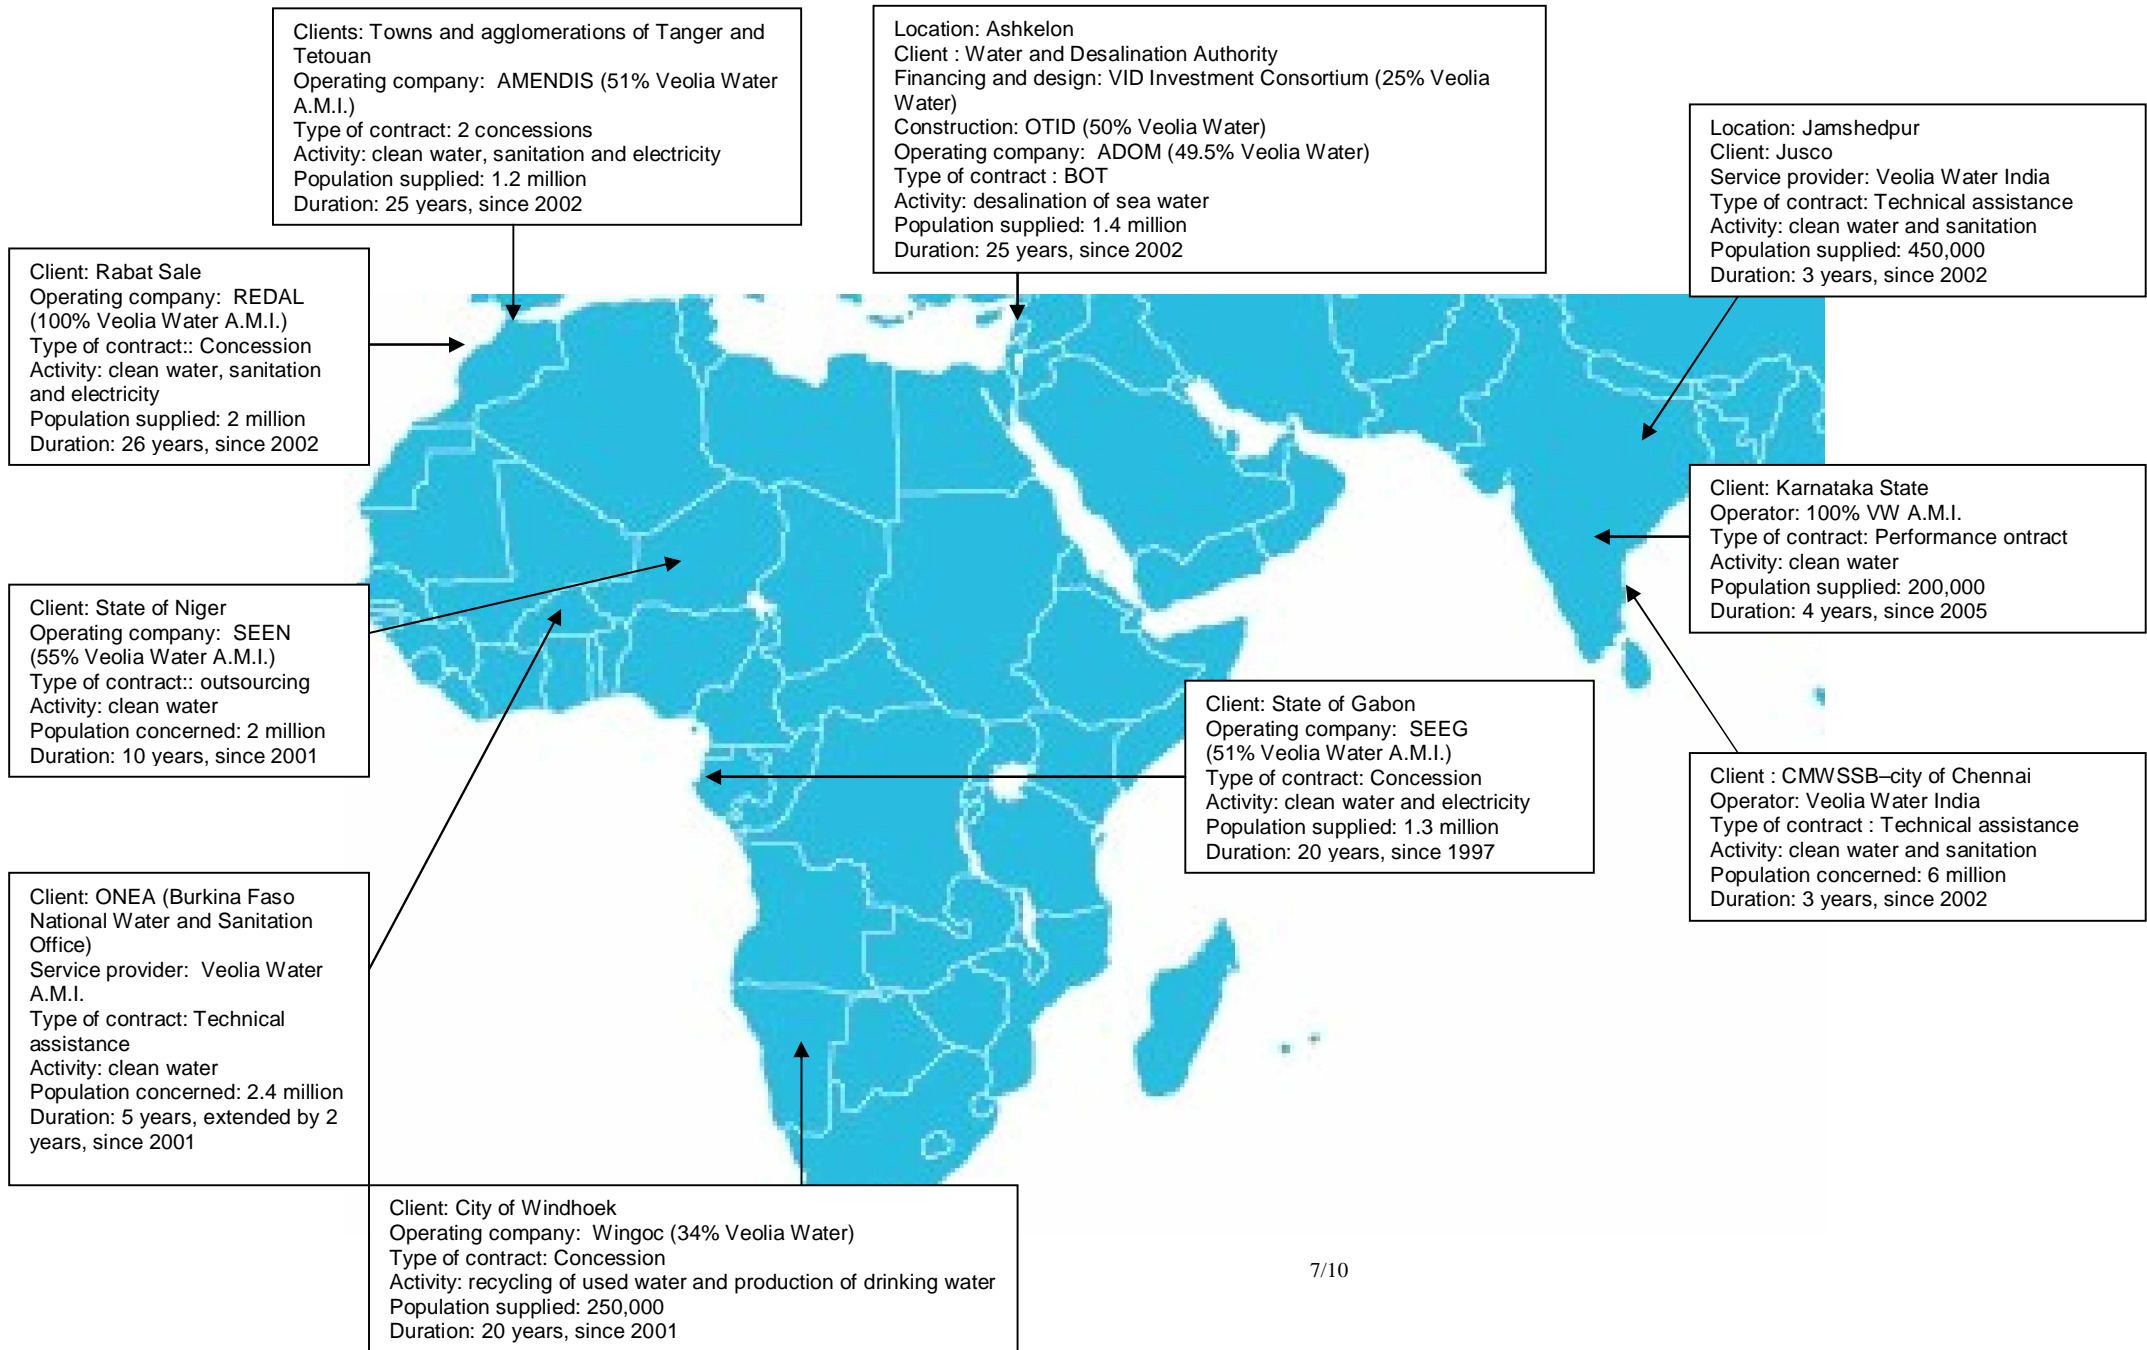 Clients: Towns and agglomerations of Tanger and
Tetouan
Operating company:  AMENDIS (51% Veolia Water
A.M.I.)
Type of contract: 2 concessions
Activity: clean water, sanitation and electricity
Population supplied: 1.2 million
Duration: 25 years, since 2002
Location: Ashkelon
Client : Water and Desalination Authority
Financing and design: VID Investment Consortium (25% Veolia
Water)
Construction: OTID (50% Veolia Water)
Operating company:  ADOM (49.5% Veolia Water)
Type of contract : BOT
Activity: desalination of sea water
Population supplied: 1.4 million
Duration: 25 years, since 2002
Location: Jamshedpur
Client: Jusco
Service provider: Veolia Water India
Type of contract: Technical assistance
Activity: clean water and sanitation
Population supplied: 450,000
Duration: 3 years, since 2002
Client: Rabat Sale
Operating company:  REDAL
(100% Veolia Water A.M.I.)
Type of contract:: Concession
Activity: clean water, sanitation
and electricity
Population supplied: 2 million
Duration: 26 years, since 2002
Client: Karnataka State
Operator: 100% VW A.M.I.
Type of contract: Performance ontract
Activity: clean water
Population supplied: 200,000
Duration: 4 years, since 2005
Client: State of Niger
Operating company:  SEEN
(55% Veolia Water A.M.I.)
Type of contract:: outsourcing
Activity: clean water
Population concerned: 2 million
Duration: 10 years, since 2001
Client: State of Gabon
Operating company:  SEEG
(51% Veolia Water A.M.I.)
Type of contract: Concession
Activity: clean water and electricity
Population supplied: 1.3 million
Duration: 20 years, since 1997
Client : CMWSSB–city of Chennai
Operator: Veolia Water India
Type of contract : Technical assistance
Activity: clean water and sanitation
Population concerned: 6 million
Duration: 3 years, since 2002
Client: ONEA (Burkina Faso
National Water and Sanitation
Office)
Service provider:  Veolia Water
A.M.I.
Type of contract: Technical
assistance
Activity: clean water
Population concerned: 2.4 million
Duration: 5 years, extended by 2
years, since 2001
Client: City of Windhoek
Operating company:  Wingoc (34% Veolia Water)
Type of contract: Concession
Activity: recycling of used water and production of drinking water
Population supplied: 250,000
Duration: 20 years, since 2001
7/10